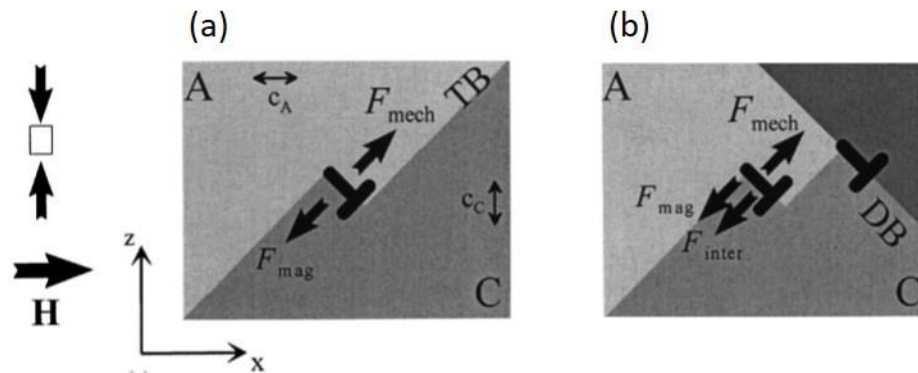 (a)
A
c_A
F_mech
TB
F_mag
c_C
C
(b)
A
F_mech
F_mag
F_inter
DB
C
H
z
x